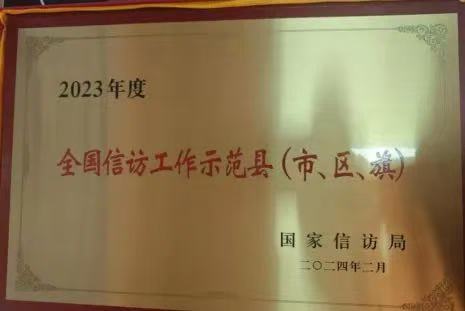 2023年度
全国信访工作示范县(市、区、旗)
国家信访局
二〇二四年二月